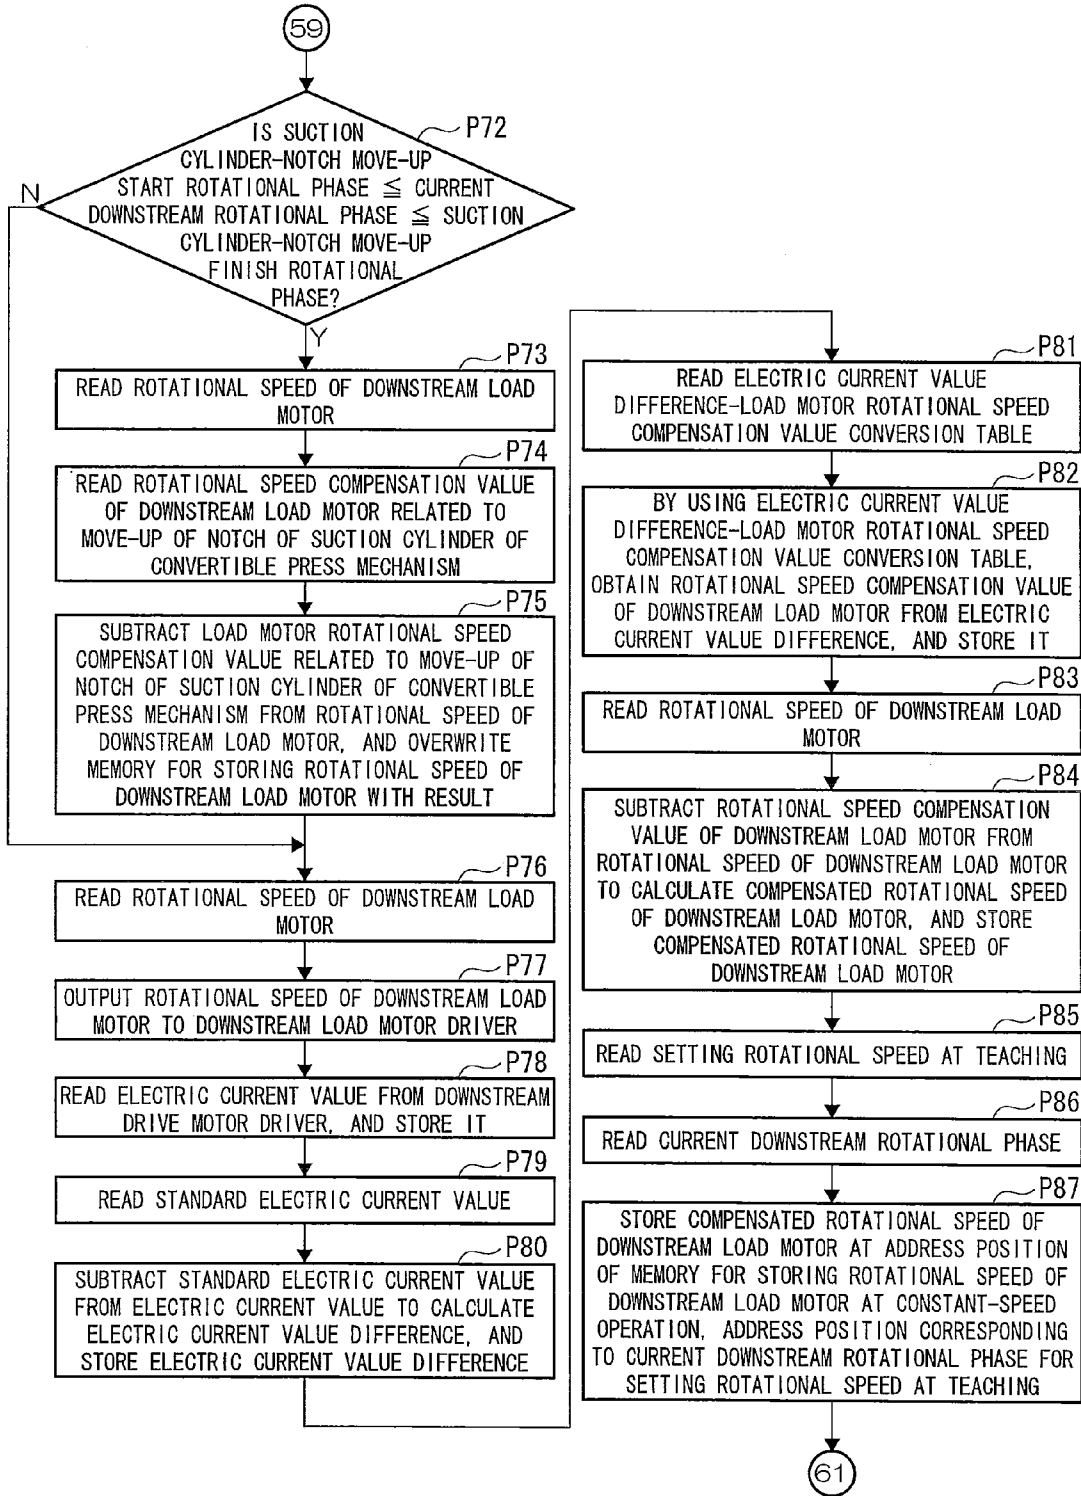 59
P72
IS SUCTION
CYLINDER-NOTCH MOVE-UP
START ROTATIONAL PHASE ≦ CURRENT
DOWNSTREAM ROTATIONAL PHASE ≦ SUCTION
CYLINDER-NOTCH MOVE-UP
FINISH ROTATIONAL
PHASE?
N
Y
P73
READ ROTATIONAL SPEED OF DOWNSTREAM LOAD
MOTOR
P74
READ ROTATIONAL SPEED COMPENSATION VALUE
OF DOWNSTREAM LOAD MOTOR RELATED TO
MOVE-UP OF NOTCH OF SUCTION CYLINDER OF
CONVERTIBLE PRESS MECHANISM
P75
SUBTRACT LOAD MOTOR ROTATIONAL SPEED
COMPENSATION VALUE RELATED TO MOVE-UP OF
NOTCH OF SUCTION CYLINDER OF CONVERTIBLE
PRESS MECHANISM FROM ROTATIONAL SPEED OF
DOWNSTREAM LOAD MOTOR, AND OVERWRITE
MEMORY FOR STORING ROTATIONAL SPEED OF
DOWNSTREAM LOAD MOTOR WITH RESULT
P76
READ ROTATIONAL SPEED OF DOWNSTREAM LOAD
MOTOR
P77
OUTPUT ROTATIONAL SPEED OF DOWNSTREAM LOAD
MOTOR TO DOWNSTREAM LOAD MOTOR DRIVER
P78
READ ELECTRIC CURRENT VALUE FROM DOWNSTREAM
DRIVE MOTOR DRIVER, AND STORE IT
P79
READ STANDARD ELECTRIC CURRENT VALUE
P80
SUBTRACT STANDARD ELECTRIC CURRENT VALUE
FROM ELECTRIC CURRENT VALUE TO CALCULATE
ELECTRIC CURRENT VALUE DIFFERENCE, AND
STORE ELECTRIC CURRENT VALUE DIFFERENCE
P81
READ ELECTRIC CURRENT VALUE
DIFFERENCE-LOAD MOTOR ROTATIONAL SPEED
COMPENSATION VALUE CONVERSION TABLE
P82
BY USING ELECTRIC CURRENT VALUE
DIFFERENCE-LOAD MOTOR ROTATIONAL SPEED
COMPENSATION VALUE CONVERSION TABLE,
OBTAIN ROTATIONAL SPEED COMPENSATION VALUE
OF DOWNSTREAM LOAD MOTOR FROM ELECTRIC
CURRENT VALUE DIFFERENCE, AND STORE IT
P83
READ ROTATIONAL SPEED OF DOWNSTREAM LOAD
MOTOR
P84
SUBTRACT ROTATIONAL SPEED COMPENSATION
VALUE OF DOWNSTREAM LOAD MOTOR FROM
ROTATIONAL SPEED OF DOWNSTREAM LOAD MOTOR
TO CALCULATE COMPENSATED ROTATIONAL SPEED
OF DOWNSTREAM LOAD MOTOR, AND STORE
COMPENSATED ROTATIONAL SPEED OF
DOWNSTREAM LOAD MOTOR
P85
READ SETTING ROTATIONAL SPEED AT TEACHING
P86
READ CURRENT DOWNSTREAM ROTATIONAL PHASE
P87
STORE COMPENSATED ROTATIONAL SPEED OF
DOWNSTREAM LOAD MOTOR AT ADDRESS POSITION
OF MEMORY FOR STORING ROTATIONAL SPEED OF
DOWNSTREAM LOAD MOTOR AT CONSTANT-SPEED
OPERATION, ADDRESS POSITION CORRESPONDING
TO CURRENT DOWNSTREAM ROTATIONAL PHASE FOR
SETTING ROTATIONAL SPEED AT TEACHING
61